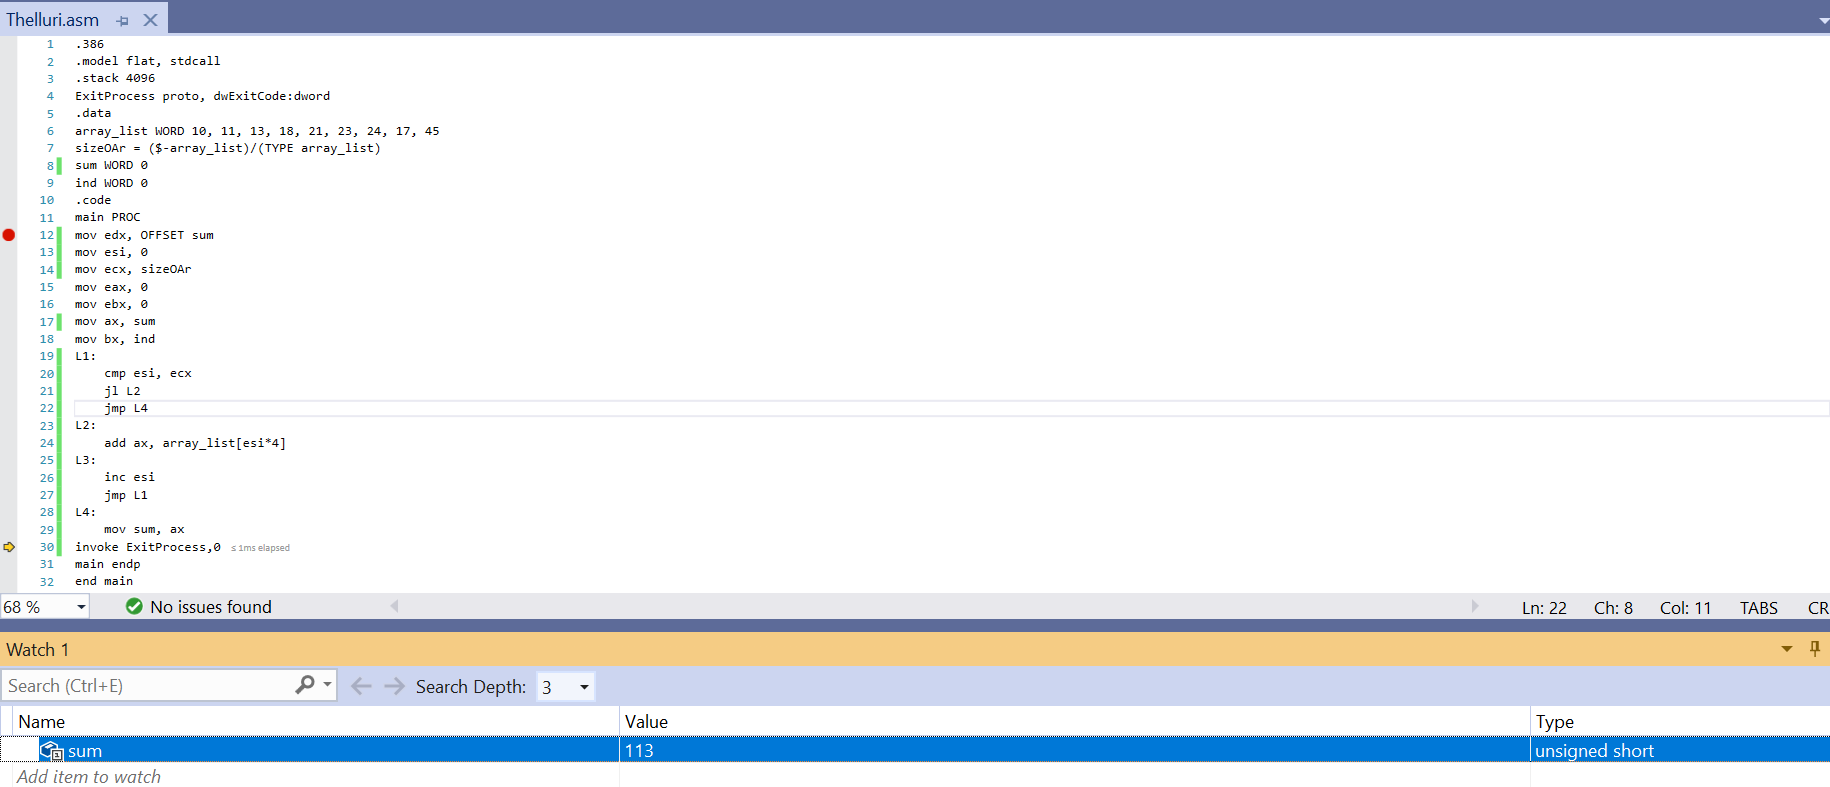 Thelluri.asm
1 .386
2 .model flat, stdcall
3 .stack 4096
4 ExitProcess proto, dwExitCode:dword
5 .data
6 array_list WORD 10, 11, 13, 18, 21, 23, 24, 17, 45
7 sizeOAr = ($-array_list)/(TYPE array_list)
8 sum WORD 0
9 ind WORD 0
10 .code
11 main PROC
12 mov edx, OFFSET sum
13 mov esi, 0
14 mov ecx, sizeOAr
15 mov eax, 0
16 mov ebx, 0
17 mov ax, sum
18 mov bx, ind
19 L1:
20 cmp esi, ecx
21 jl L2
22 jmp L4
23 L2:
24 add ax, array_list[esi*4]
25 L3:
26 inc esi
27 jmp L1
28 L4:
29 mov sum, ax
30 invoke ExitProcess,0 ≤ 1ms elapsed
31 main endp
32 end main
68 % No issues found Ln: 22 Ch: 8 Col: 11 TABS CR
Watch 1
Search (Ctrl+E) Search Depth: 3
Name Value Type
sum 113 unsigned short
Add item to watch